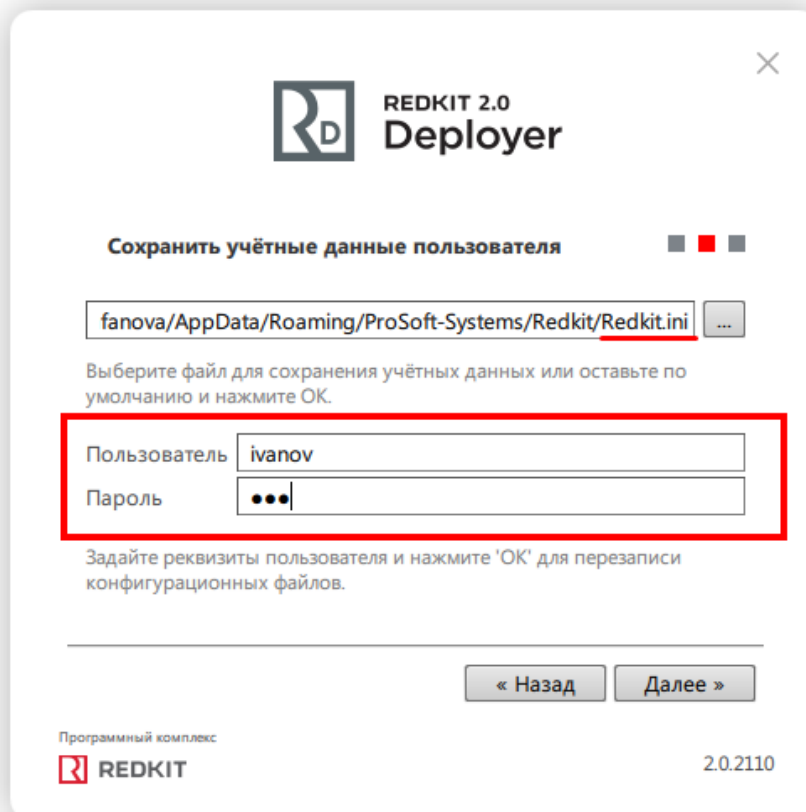 REDKIT 2.0
Deployer
Сохранить учётные данные пользователя
fanova/AppData/Roaming/ProSoft-Systems/Redkit/Redkit.ini ...
Выберите файл для сохранения учётных данных или оставьте по
умолчанию и нажмите ОК.
Пользователь ivanov
Пароль •••
Задайте реквизиты пользователя и нажмите 'ОК' для перезаписи
конфигурационных файлов.
« Назад Далее »
Программный комплекс
REDKIT
2.0.2110